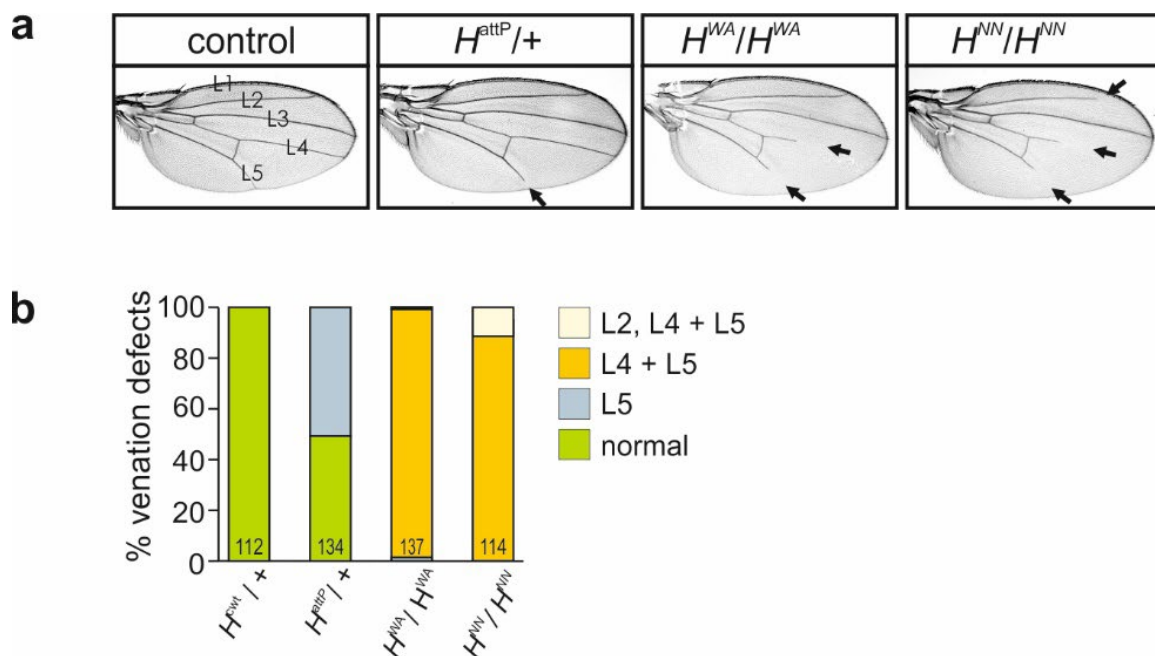 a
control
H^attP/+
H^WA/H^WA
H^NN/H^NN
L1
L2
L3
L4
L5
b
% venation defects
100
80
60
40
20
0
112
134
137
114
H^cwt/+
H^attP/+
H^WA/H^WA
H^NN/H^NN
L2, L4 + L5
L4 + L5
L5
normal